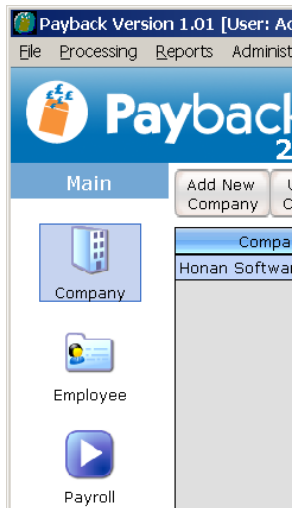 Payback Version 1.01 [User: A
File Processing Reports Administ
Payback
2
Main
Add New
Company
Compa
Honan Softwar
Company
Employee
Payroll